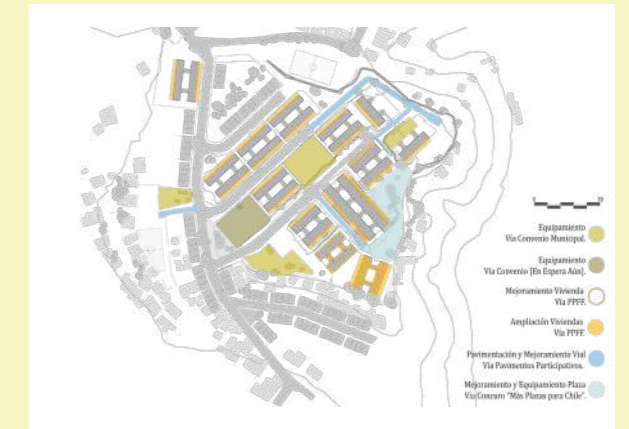 Equipamiento
Vía Convenio Municipal.
Equipamiento
Vía Convenio [En Espera Aún].
Mejoramiento Vivienda
Vía PPFF.
Ampliación Viviendas
Vía PPFF.
Pavimentación y Mejoramiento Vial
Vía Pavimentos Participativos.
Mejoramiento y Equipamiento Plaza
Vía Concuro "Más Plazas para Chile".